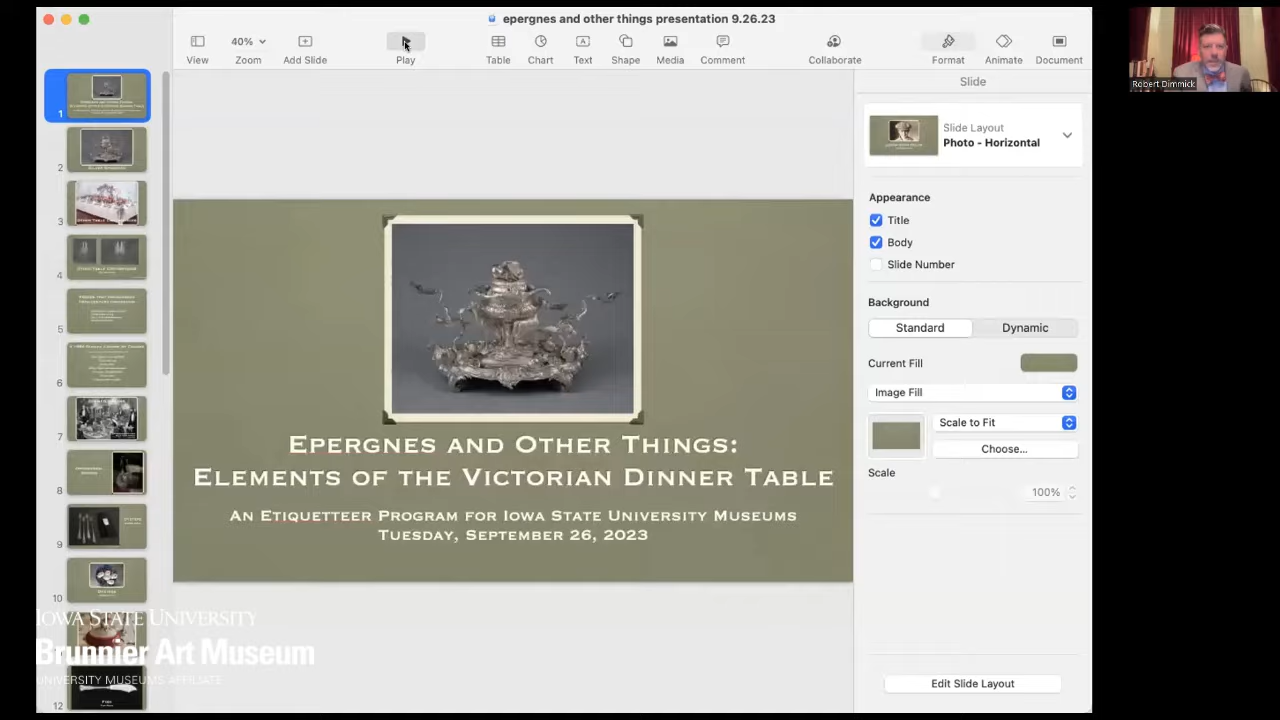 epergnes and other things presentation 9.26.23
40%
View
Zoom
Add Slide
Play
Table
Chart
Text
Shape
Media
Comment
Collaborate
Format
Animate
Document
Robert Dimmick
1
2
3
4
5
6
7
8
9
10
12
Epergnes and Other Things:
Elements of the Victorian Dinner Table
An Etiquetteer Program for Iowa State University Museums
Tuesday, September 26, 2023
Slide
Slide Layout
Photo - Horizontal
Appearance
Title
Body
Slide Number
Background
Standard
Dynamic
Current Fill
Image Fill
Scale to Fit
Choose...
Scale
100%
Edit Slide Layout
Iowa State University
Brunnier Art Museum
UNIVERSITY MUSEUMS AFFILIATE